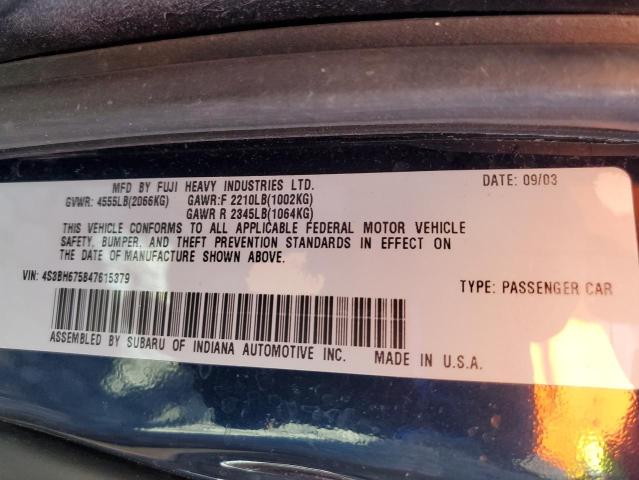 MFD BY FUJI HEAVY INDUSTRIES LTD. DATE: 09/03
GVWR: 4555LB(2066KG) GAWR:F 2210LB(1002KG)
GAWR R 2345LB(1064KG)
THIS VEHICLE CONFORMS TO ALL APPLICABLE FEDERAL MOTOR VEHICLE
SAFETY, BUMPER, AND THEFT PREVENTION STANDARDS IN EFFECT ON
THE DATE OF MANUFACTURE SHOWN ABOVE.
VIN: 4S3BH675847615379 TYPE: PASSENGER CAR
ASSEMBLED BY SUBARU OF INDIANA AUTOMOTIVE INC. MADE IN U.S.A.